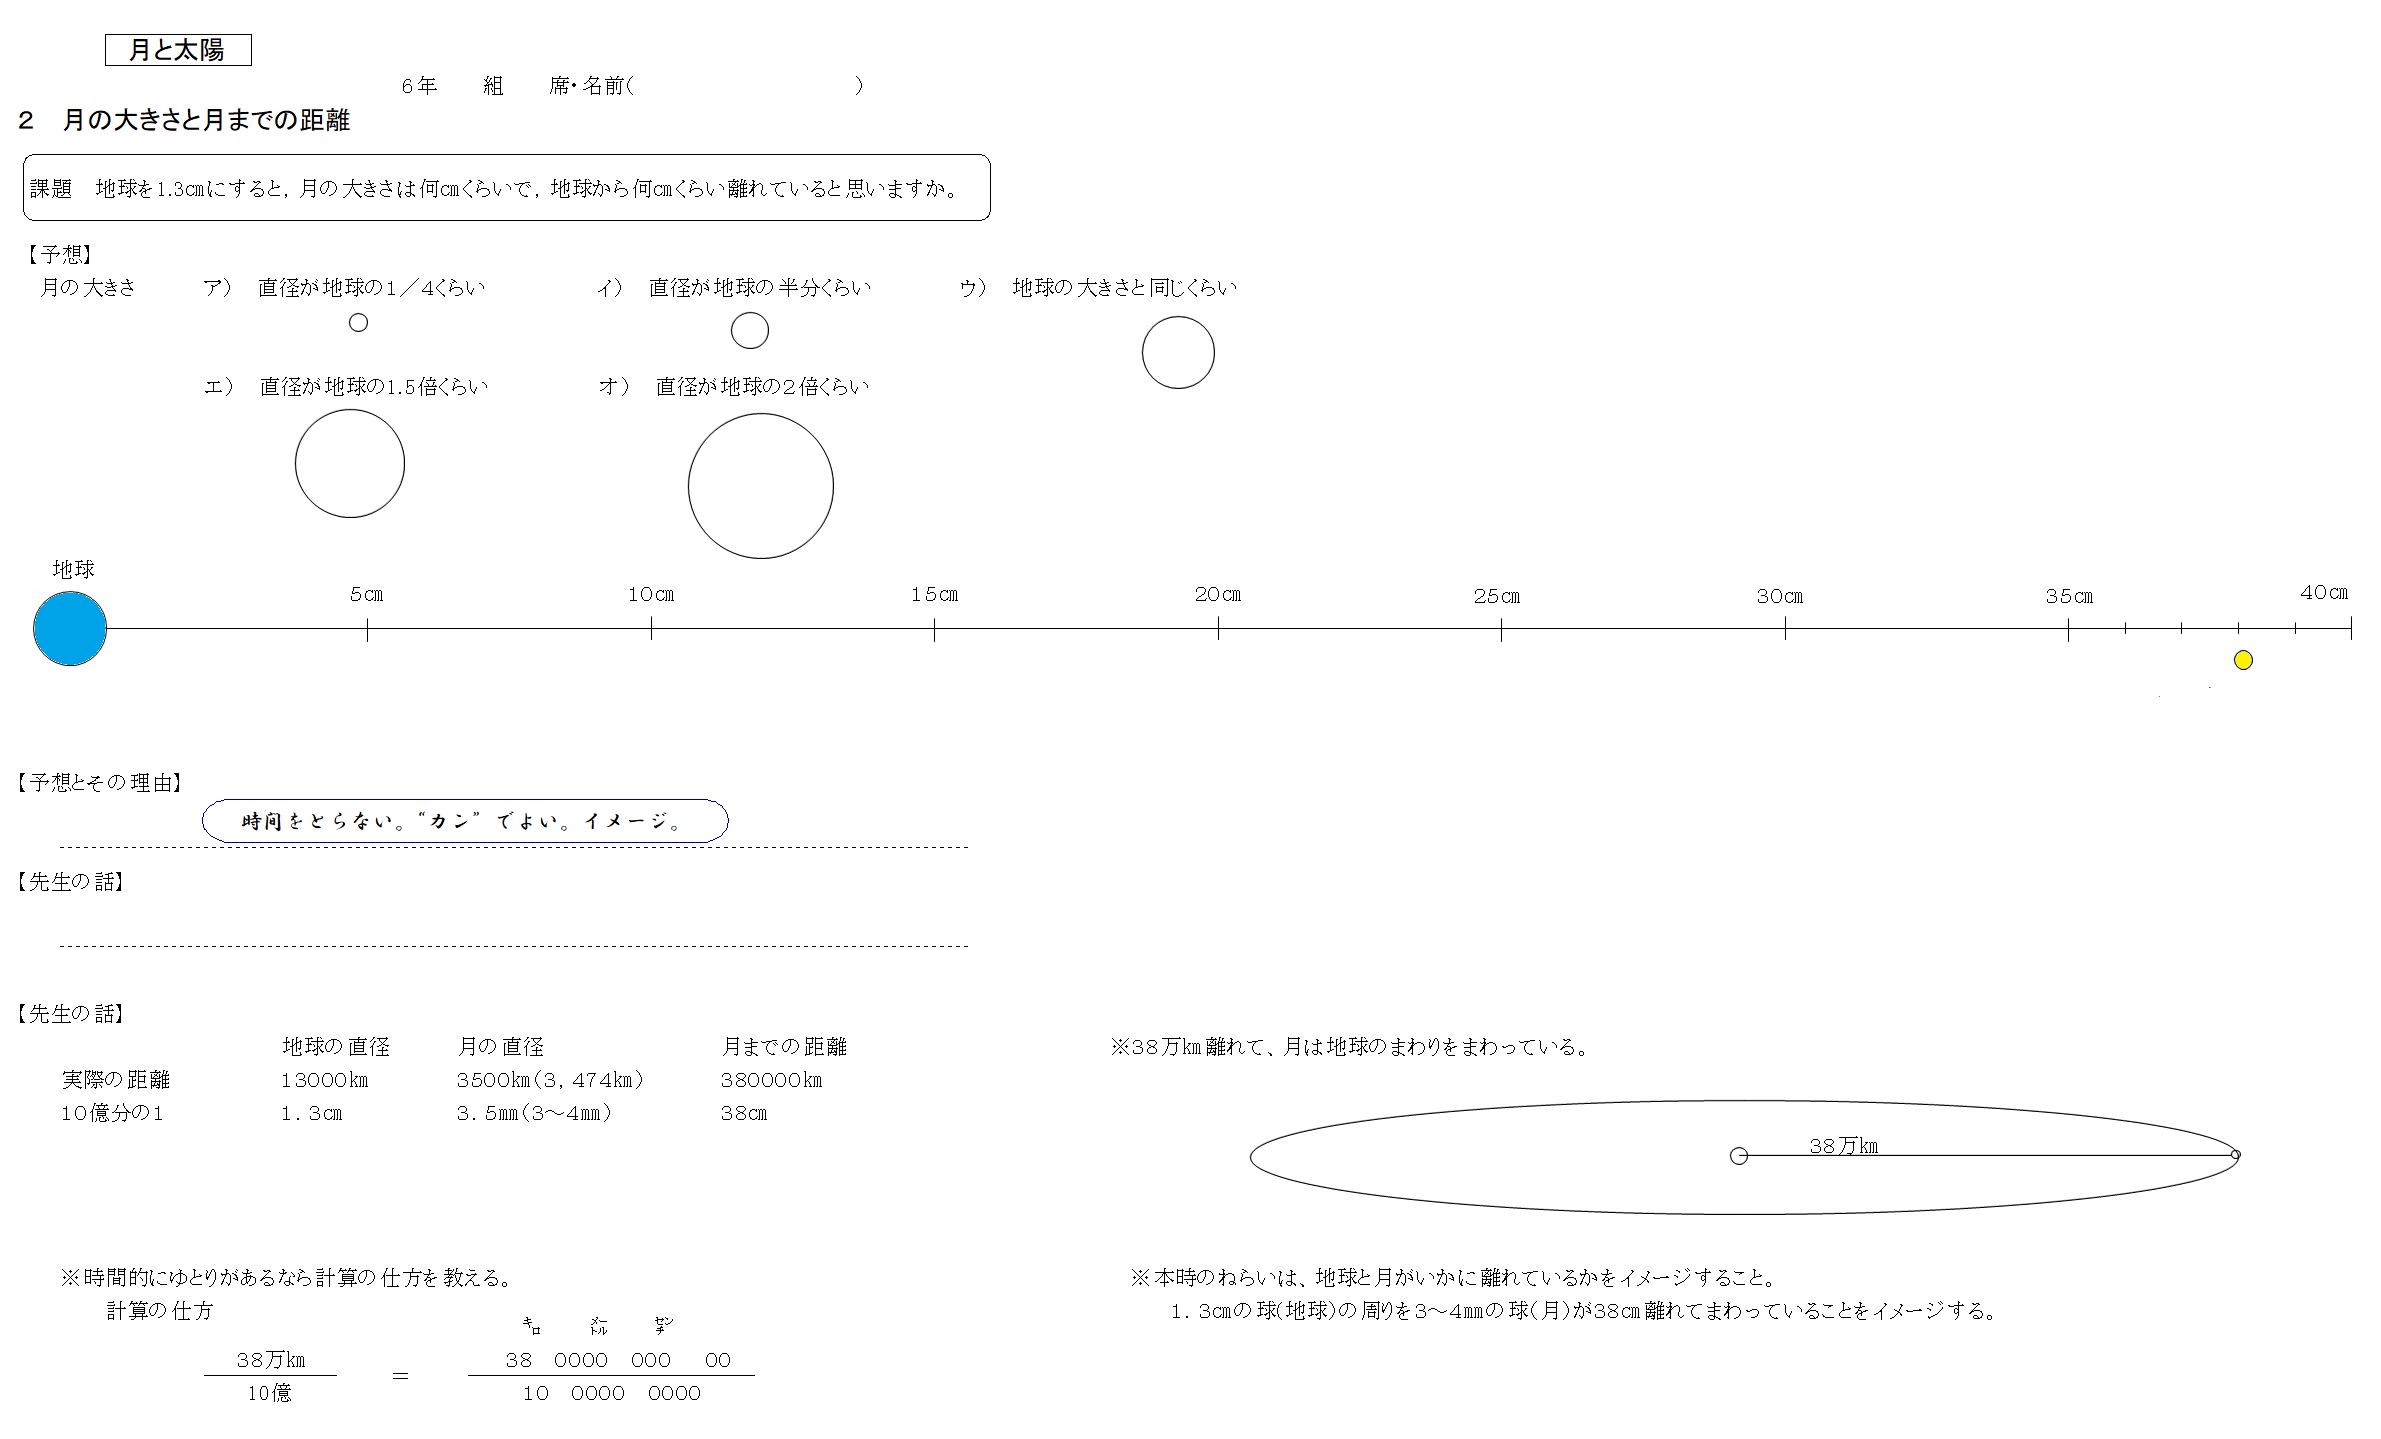 月と太陽
６年　組　席・名前（　）
２　月の大きさと月までの距離
課題　地球を1.3㎝にすると，月の大きさは何㎝くらいで，地球から何㎝くらい離れていると思いますか。
【予想】
月の大きさ　ア）　直径が地球の１／４くらい　イ）　直径が地球の半分くらい　ウ）　地球の大きさと同じくらい
エ）　直径が地球の1.5倍くらい　オ）　直径が地球の２倍くらい
地球
5㎝　10㎝　15㎝　20㎝　25㎝　30㎝　35㎝　40㎝
【予想とその理由】
時間をとらない。“カン”でよい。イメージ。
【先生の話】
【先生の話】
地球の直径　月の直径　月までの距離　※３８万㎞離れて、月は地球のまわりをまわっている。
実際の距離　13000㎞　3500㎞（3，474㎞）　380000㎞
10億分の1　1．3㎝　3．5㎜（3～4㎜）　38㎝
38万㎞
※時間的にゆとりがあるなら計算の仕方を教える。　※本時のねらいは、地球と月がいかに離れているかをイメージすること。
計算の仕方　1．3㎝の球（地球）の周りを3～4㎜の球（月）が38㎝離れてまわっていることをイメージする。
キロ　メートル　センチ
38万㎞　38　0000　000　00
＝
10億　10　0000　0000